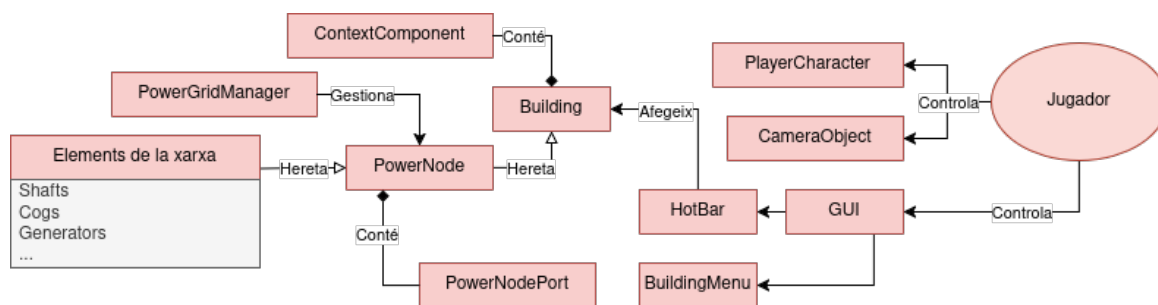 ContextComponent
Conté
PlayerCharacter
PowerGridManager
Gestiona
Building
Afegeix
Controla
Jugador
CameraObject
Elements de la xarxa
Hereta
PowerNode
Hereta
Shafts
Cogs
Generators
...
HotBar
GUI
Controla
Conté
PowerNodePort
BuildingMenu